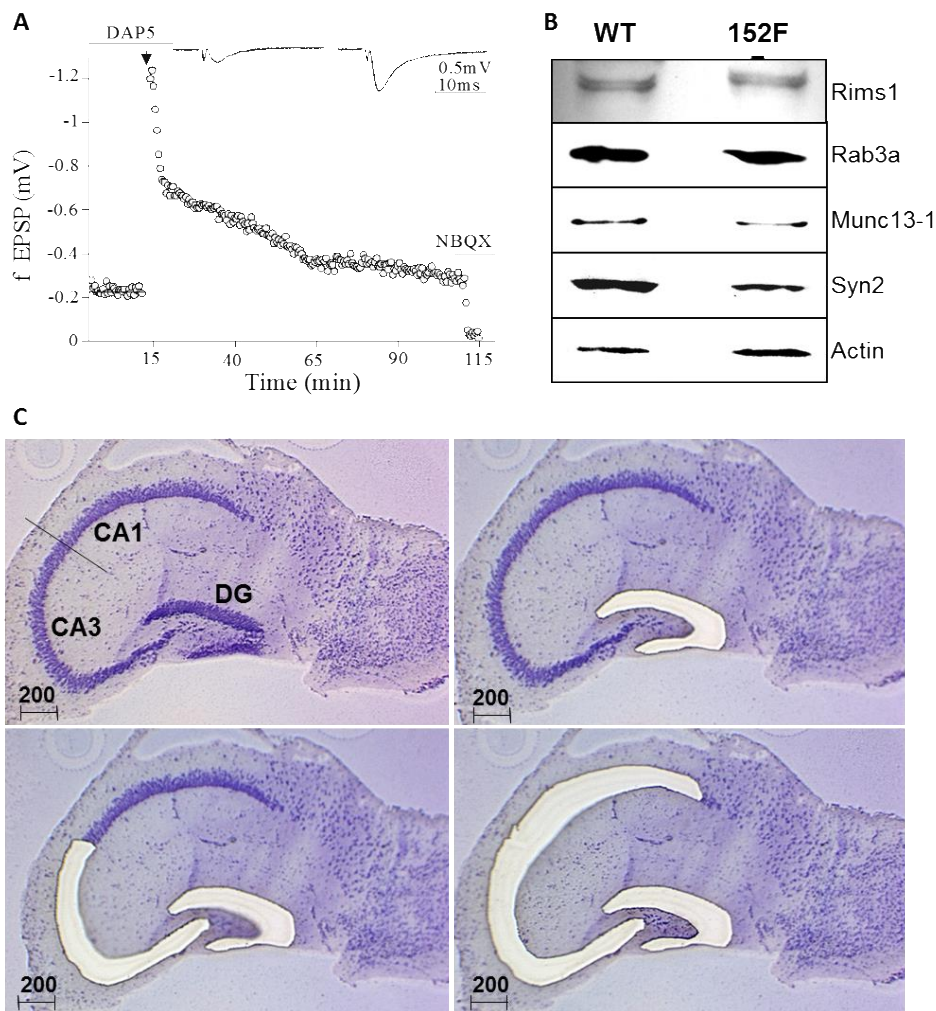 A
DAP5
0.5mV
10ms
-1.2
-1
-0.8
-0.6
-0.4
-0.2
0
f EPSP (mV)
NBQX
15 40 65 90 115
Time (min)
B
WT 152F
Rims1
Rab3a
Munc13-1
Syn2
Actin
C
CA1
DG
CA3
200
200
200
200